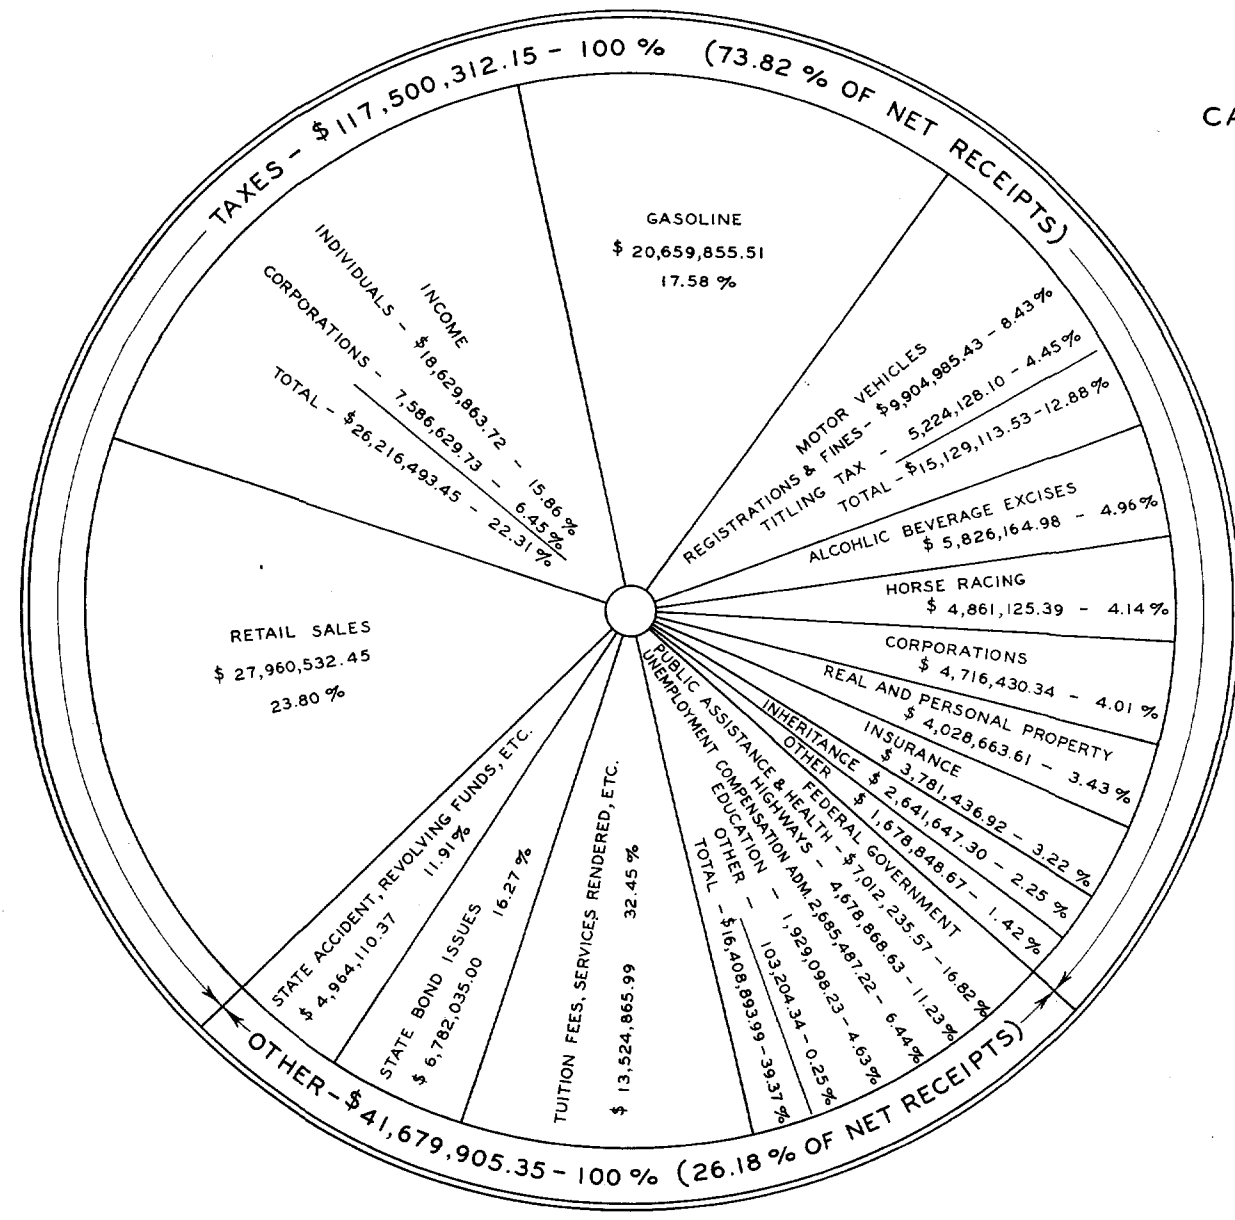 TAXES - $117,500,312.15 - 100 % (73.82 % OF NET RECEIPTS)
CA
GASOLINE
$ 20,659,855.51
17.58 %
MOTOR VEHICLES
REGISTRATIONS & FINES - $9,904,985.43 - 8.43%
TITLING TAX - 5,224,128.10 - 4.45%
TOTAL - $15,129,113.53 - 12.88%
ALCOHLIC BEVERAGE EXCISES
$ 5,826,164.98 - 4.96%
HORSE RACING
$ 4,861,125.39 - 4.14%
CORPORATIONS
$ 4,716,430.34 - 4.01 %
REAL AND PERSONAL PROPERTY
$ 4,028,663.61 - 3.43 %
INSURANCE
$ 3,781,436.92 - 3.22 %
INHERITANCE $ 2,641,647.30 - 2.25 %
OTHER $ 1,678,848.67 - 1.42 %
FEDERAL GOVERNMENT
PUBLIC ASSISTANCE & HEALTH - $7,012,235.57 - 16.82 %
HIGHWAYS - 4,678,868.63 - 11.23 %
UNEMPLOYMENT COMPENSATION ADM. 2,685,487.22 - 6.44%
EDUCATION - 1,929,098.23 - 4.63%
OTHER - 103,204.34 - 0.25%
TOTAL - $16,408,893.99 - 39.37 %
TUITION FEES, SERVICES RENDERED, ETC.
$ 13,524,865.99 32.45 %
STATE BOND ISSUES
$ 6,782,035.00 16.27 %
STATE ACCIDENT, REVOLVING FUNDS, ETC.
$ 4,964,110.37 11.91 %
RETAIL SALES
$ 27,960,532.45
23.80 %
INCOME
INDIVIDUALS - $18,629,863.72 - 15.86 %
CORPORATIONS - 7,586,629.73 - 6.45%
TOTAL - $26,216,493.45 - 22.31 %
OTHER - $41,679,905.35 - 100 % (26.18 % OF NET RECEIPTS)